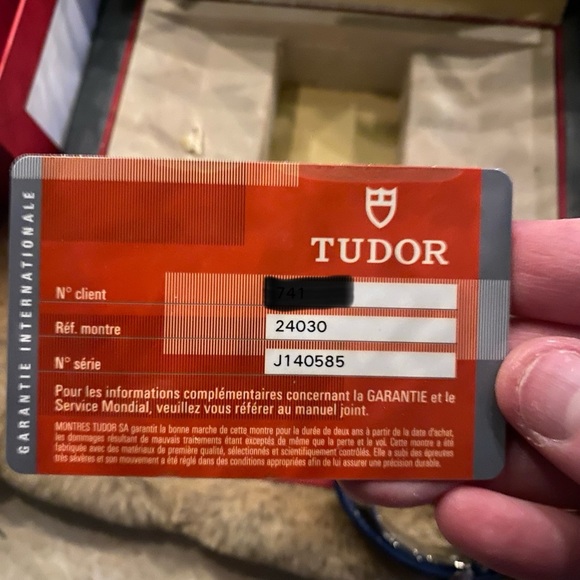 GARANTIE INTERNATIONALE
TUDOR
N° client 741
Réf. montre 24030
N° série J140585
Pour les informations complémentaires concernant la GARANTIE et le
Service Mondial, veuillez vous référer au manuel joint.
MONTRES TUDOR SA garantit la bonne marche de cette montre pour la durée de deux ans à partir de la date d'achat,
les dommages résultant de mauvais traitements étant exceptés de même que la perte et le vol. Cette montre a été
fabriquée avec des matériaux de première qualité, sélectionnés et scientifiquement contrôlés. Elle a subi des épreuves
très sévères et son mouvement a été réglé dans des conditions appropriées afin de lui assurer une précision durable.